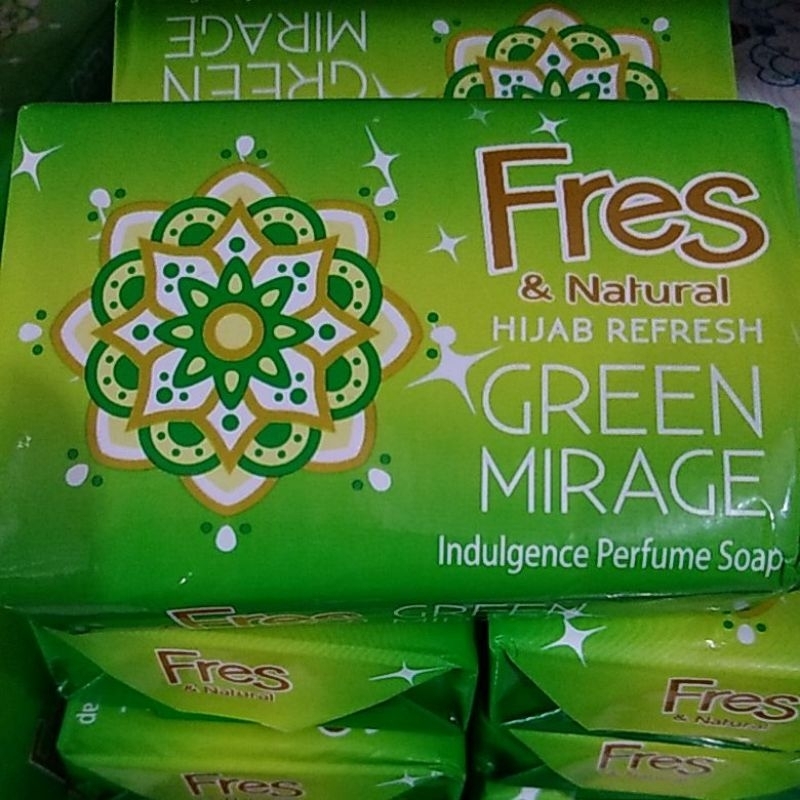 GREEN
MIRAGE
Fres
& Natural
HIJAB REFRESH
GREEN
MIRAGE
Indulgence Perfume Soap
Fres GREEN
Fres
& Natural
Fres
& Natural
Fres
Fres